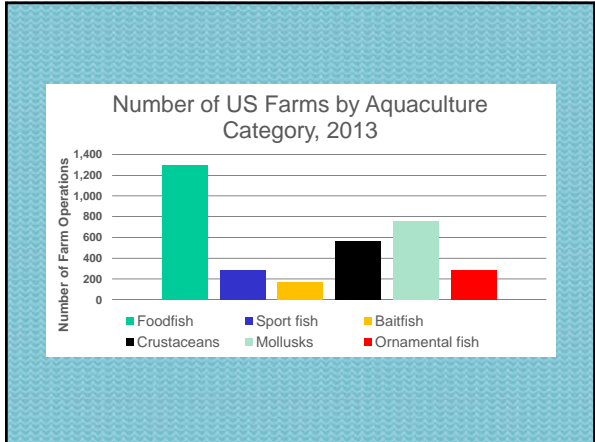 Number of US Farms by Aquaculture
Category, 2013
Number of Farm Operations
1,400
1,200
1,000
800
600
400
200
0
Foodfish Sport fish Baitfish
Crustaceans Mollusks Ornamental fish